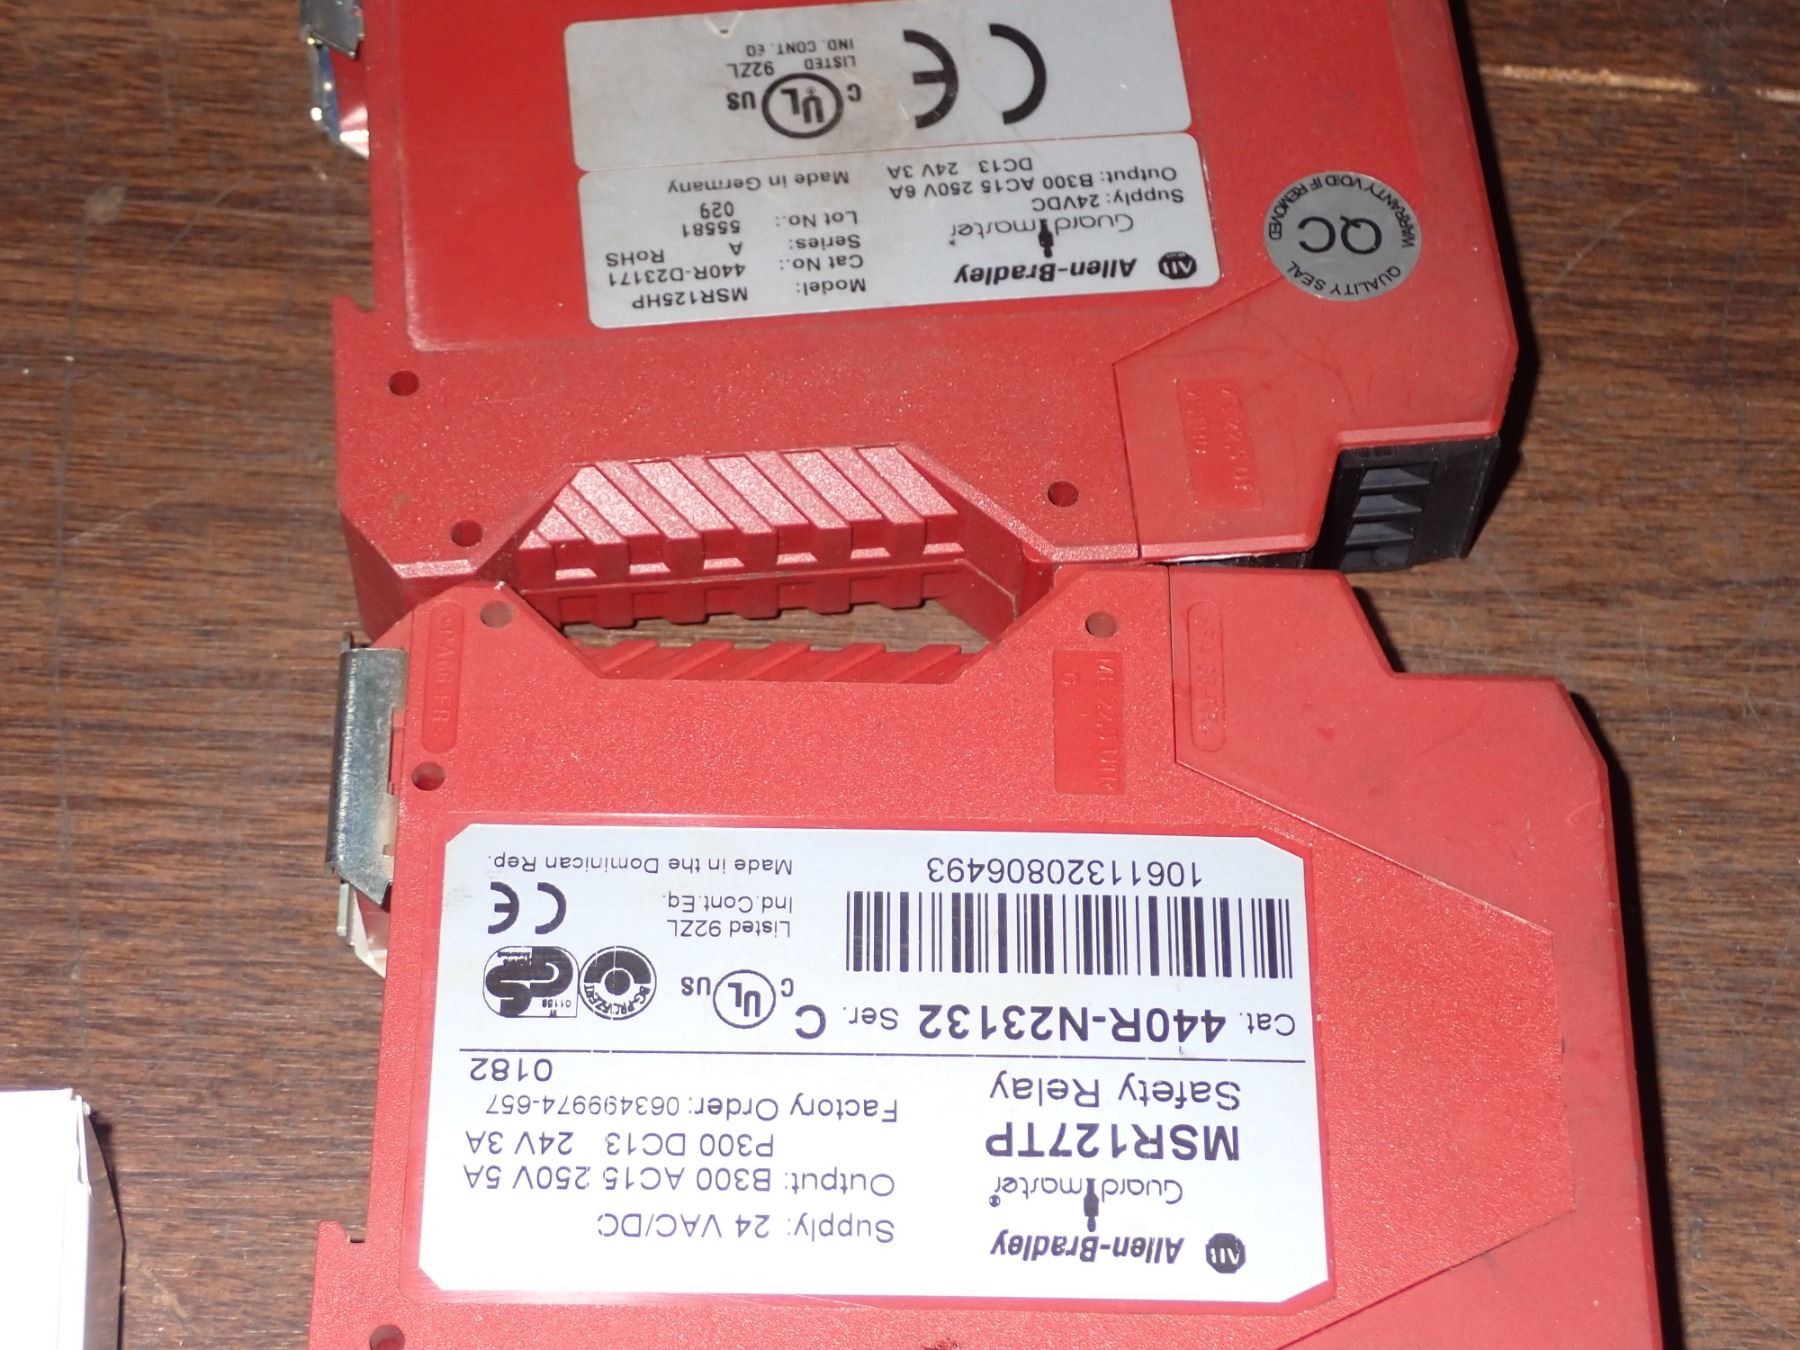 Allen-Bradley
Guardmaster
MSR127TP
Safety Relay
Supply: 24 VAC/DC
Output: B300 AC15 250V 5A
P300 DC13 24V 3A
Factory Order: 063499974-657
0182
Cat. 440R-N23132 Ser. C
10611320806493
C UL US
Listed 92ZL
Ind.Cont.Eq.
Made in the Dominican Rep.
CE
>PA66-FR<
Allen-Bradley
Guardmaster
Supply: 24VDC
Output: B300 AC15 250V 6A
DC13 24V 3A
Model: MSR125HP
Cat No.: 440R-D23171
Series: A RoHS
Lot No.: 55581
029
Made in Germany
CE
C UL US
LISTED 92ZL
IND. CONT. EQ
QUALITY SEAL
QC
WARRANTY VOID IF REMOVED